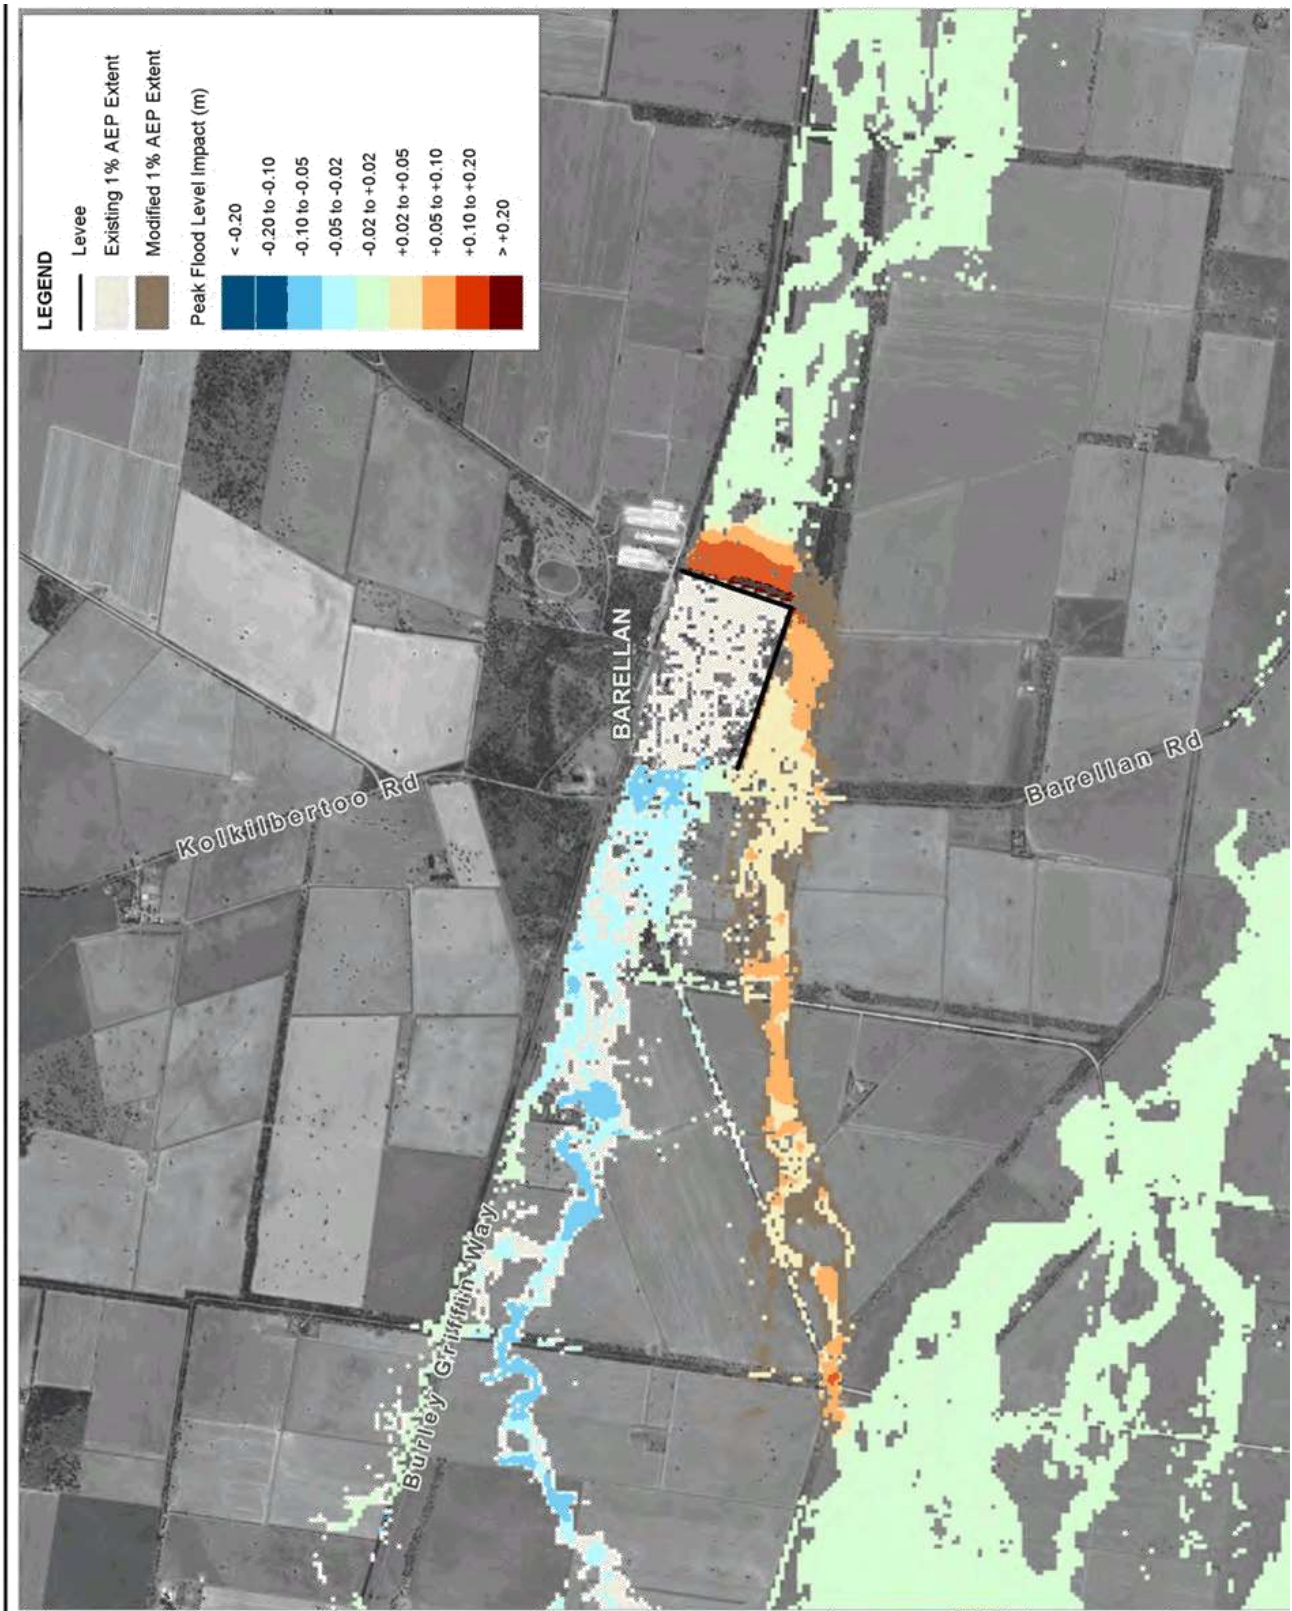 LEGEND
Levee
Existing 1% AEP Extent
Modified 1% AEP Extent
Peak Flood Level Impact (m)
< -0.20
-0.20 to -0.10
-0.10 to -0.05
-0.05 to -0.02
-0.02 to +0.02
+0.02 to +0.05
+0.05 to +0.10
+0.10 to +0.20
> +0.20
Kolkilbertoo Rd
BARELLAN
Barellan Rd
Burley Griffin Way